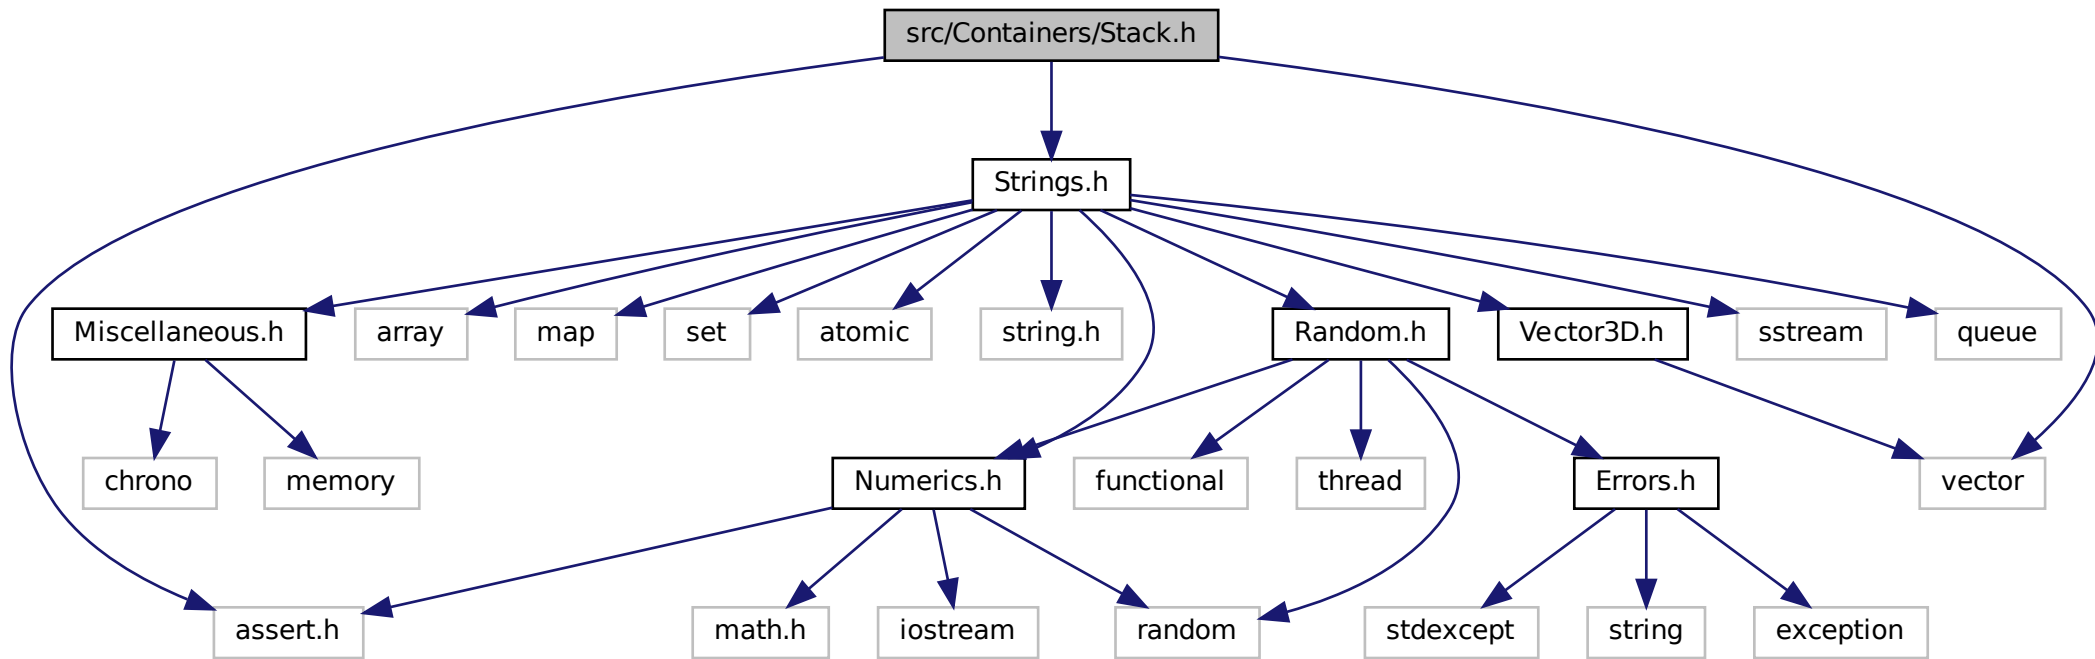 src/Containers/Stack.h
Strings.h
Miscellaneous.h
array
map
set
atomic
string.h
Random.h
Vector3D.h
sstream
queue
chrono
memory
Numerics.h
functional
thread
Errors.h
vector
assert.h
math.h
iostream
random
stdexcept
string
exception